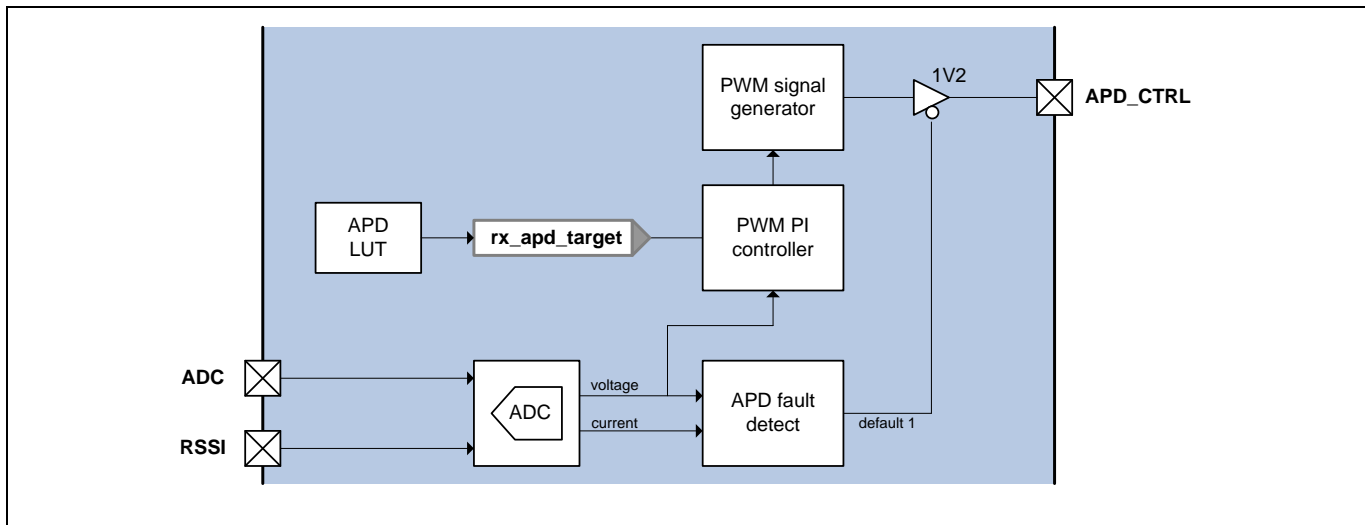 PWM signal
generator
1V2
APD_CTRL
APD
LUT
rx_apd_target
PWM PI
controller
ADC
RSSI
ADC
voltage
current
APD fault
detect
default 1